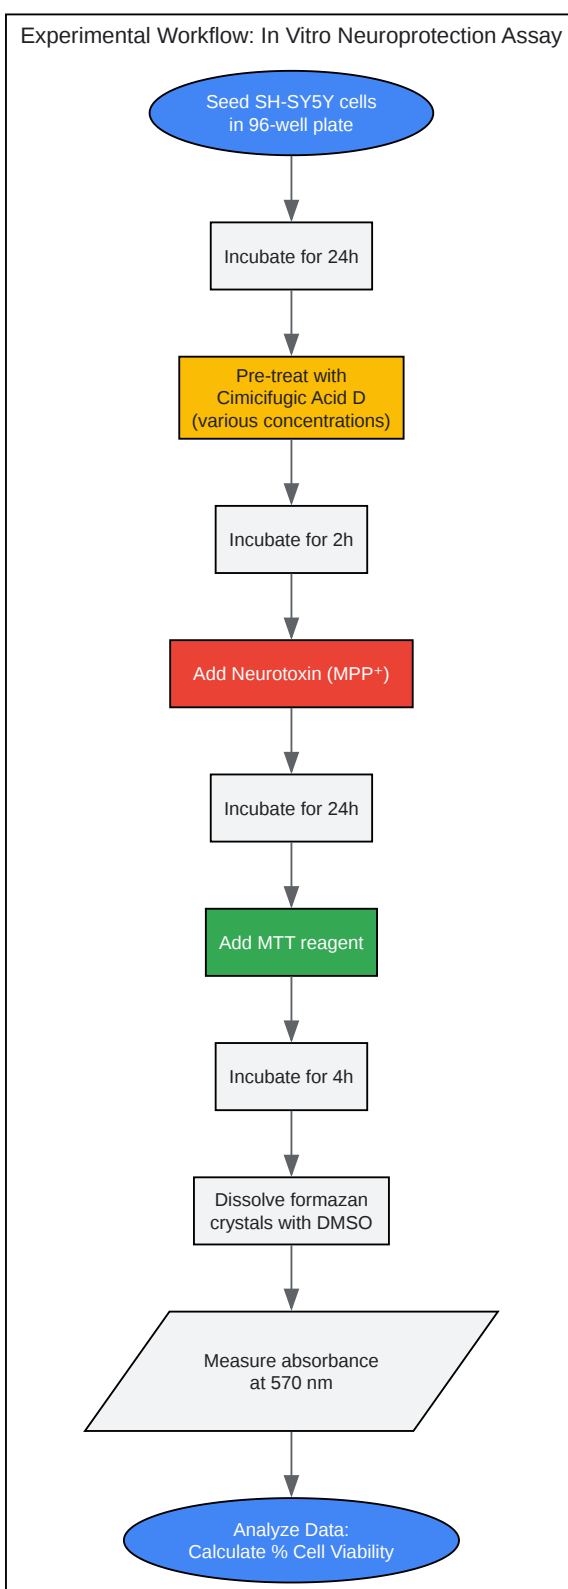 Experimental Workflow: In Vitro Neuroprotection Assay
Seed SH-SY5Y cells
in 96-well plate
Incubate for 24h
Pre-treat with
Cimicifugic Acid D
(various concentrations)
Incubate for 2h
Add Neurotoxin (MPP⁺)
Incubate for 24h
Add MTT reagent
Incubate for 4h
Dissolve formazan
crystals with DMSO
Measure absorbance
at 570 nm
Analyze Data:
Calculate % Cell Viability